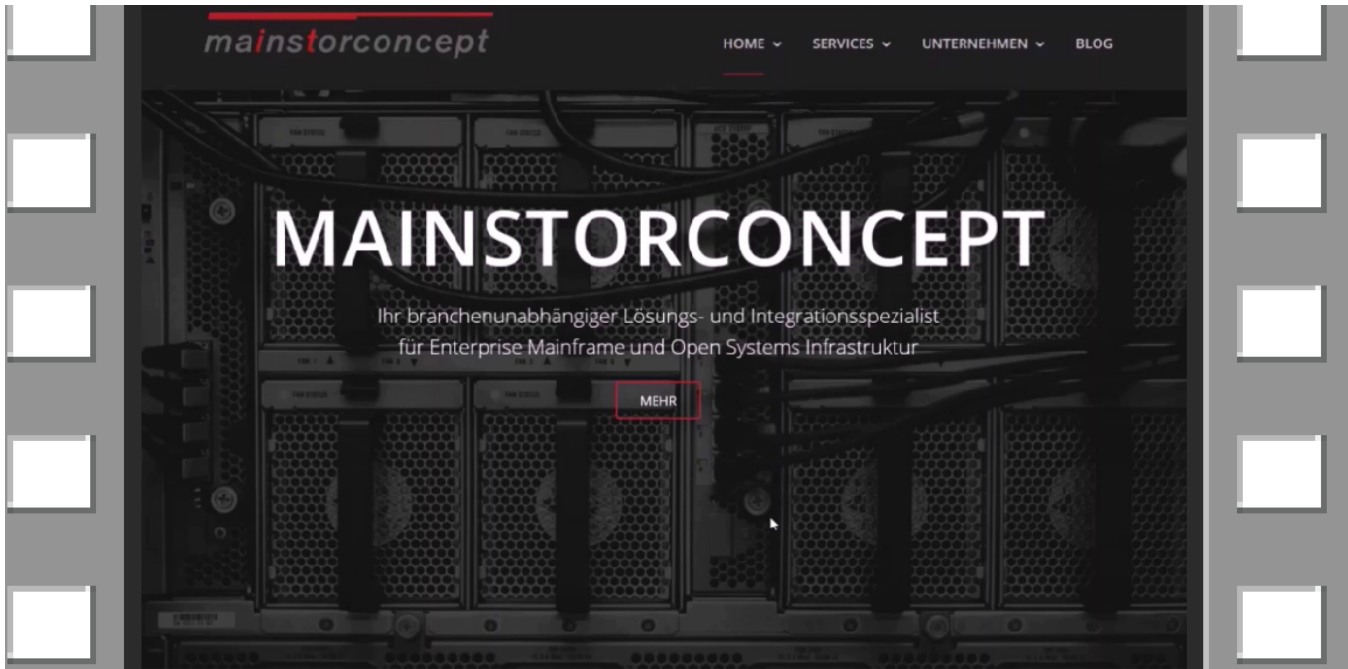 mainstorconcept
HOME SERVICES UNTERNEHMEN BLOG
MAINSTORCONCEPT
Ihr branchenunabhängiger Lösungs- und Integrationsspezialist
für Enterprise Mainframe und Open Systems Infrastruktur
MEHR